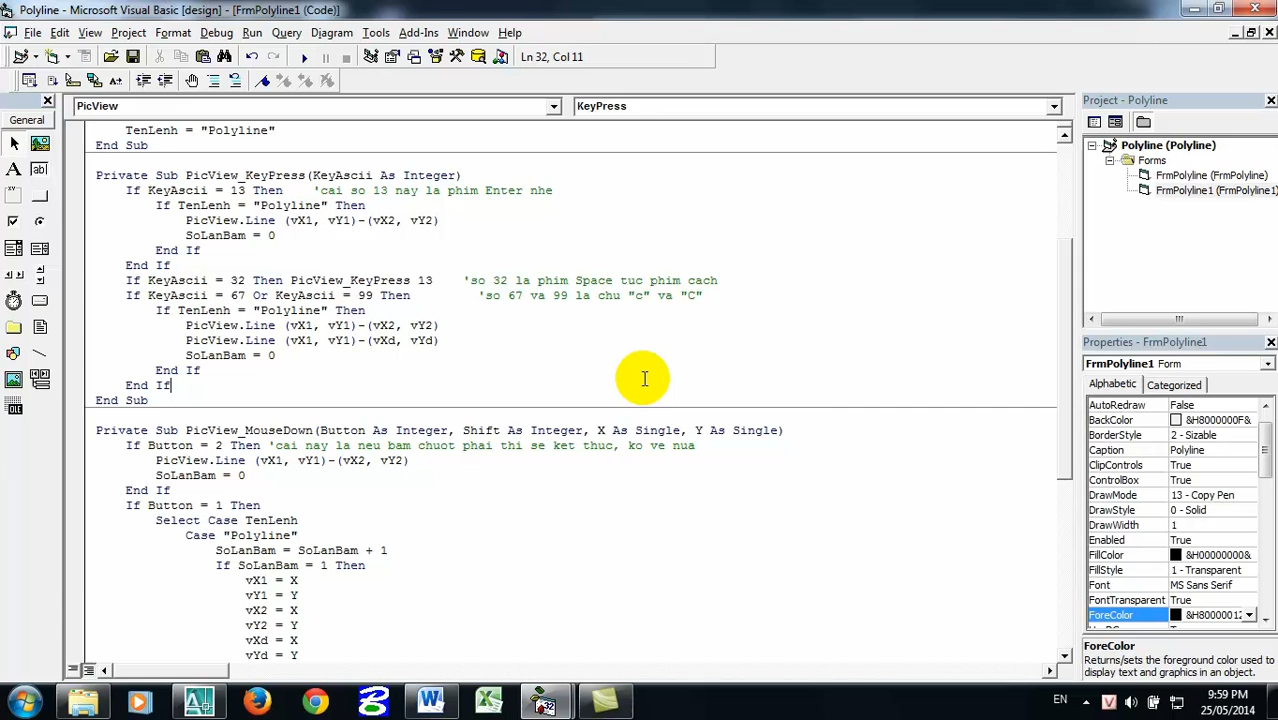 Polyline - Microsoft Visual Basic [design] - [FrmPolyline1 (Code)]
File Edit View Project Format Debug Run Query Diagram Tools Add-Ins Window Help
Ln 32, Col 11
General
PicView
KeyPress
TenLenh = "Polyline"
End Sub
Private Sub PicView_KeyPress(KeyAscii As Integer)
If KeyAscii = 13 Then 'cai so 13 nay la phim Enter nhe
If TenLenh = "Polyline" Then
PicView.Line (vX1, vY1)-(vX2, vY2)
SoLanBam = 0
End If
End If
If KeyAscii = 32 Then PicView_KeyPress 13 'so 32 la phim Space tuc phim cach
If KeyAscii = 67 Or KeyAscii = 99 Then 'so 67 va 99 la chu "c" va "C"
If TenLenh = "Polyline" Then
PicView.Line (vX1, vY1)-(vX2, vY2)
PicView.Line (vX1, vY1)-(vXd, vYd)
SoLanBam = 0
End If
End If
End Sub
Private Sub PicView_MouseDown(Button As Integer, Shift As Integer, X As Single, Y As Single)
If Button = 2 Then 'cai nay la neu bam chuot phai thi se ket thuc, ko ve nua
PicView.Line (vX1, vY1)-(vX2, vY2)
SoLanBam = 0
End If
If Button = 1 Then
Select Case TenLenh
Case "Polyline"
SoLanBam = SoLanBam + 1
If SoLanBam = 1 Then
vX1 = X
vY1 = Y
vX2 = X
vY2 = Y
vXd = X
vYd = Y
Project - Polyline
Polyline (Polyline)
Forms
FrmPolyline (FrmPolyline)
FrmPolyline1 (FrmPolyline1)
Properties - FrmPolyline1
FrmPolyline1 Form
Alphabetic Categorized
AutoRedraw False
BackColor &H8000000F&
BorderStyle 2 - Sizable
Caption Polyline
ClipControls True
ControlBox True
DrawMode 13 - Copy Pen
DrawStyle 0 - Solid
DrawWidth 1
Enabled True
FillColor &H00000000&
FillStyle 1 - Transparent
Font MS Sans Serif
FontTransparent True
ForeColor &H80000012
ForeColor
Returns/sets the foreground color used to
display text and graphics in an object.
EN
9:59 PM
25/05/2014